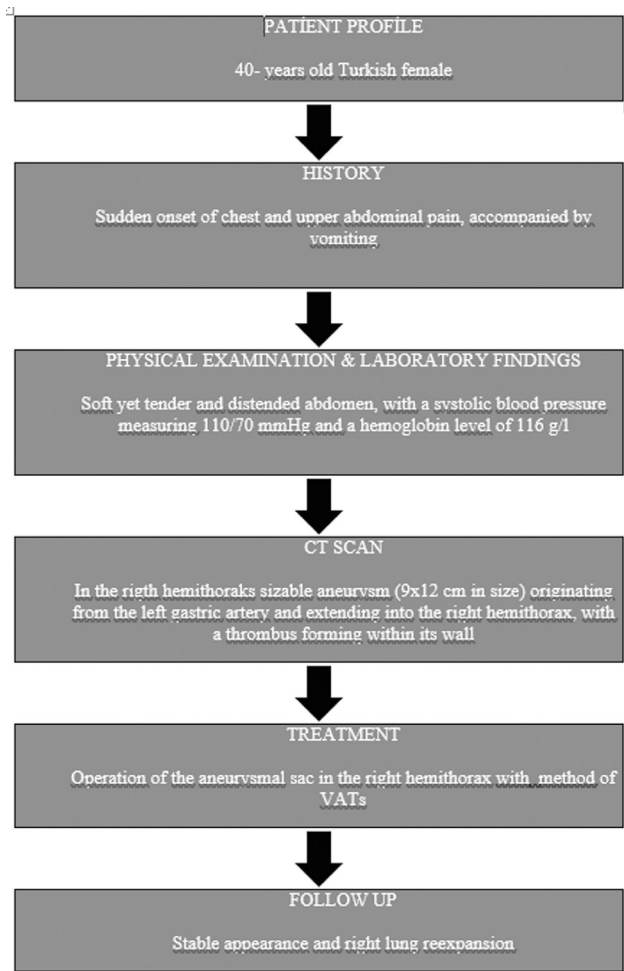 PATİENT PROFİLE
40- years old Turkish female
HISTORY
Sudden onset of chest and upper abdominal pain, accompanied by
vomiting
PHYSICAL EXAMINATION & LABORATORY FINDINGS
Soft yet tender and distended abdomen, with a systolic blood pressure
measuring 110/70 mmHg and a hemoglobin level of 116 g/l
CT SCAN
In the rigth hemithoraks sizable aneurysm (9x12 cm in size) originating
from the left gastric artery and extending into the right hemithorax, with
a thrombus forming within its wall
TREATMENT
Operation of the aneurysmal sac in the right hemithorax with method of
VATs
FOLLOW UP
Stable appearance and right lung reexpansion